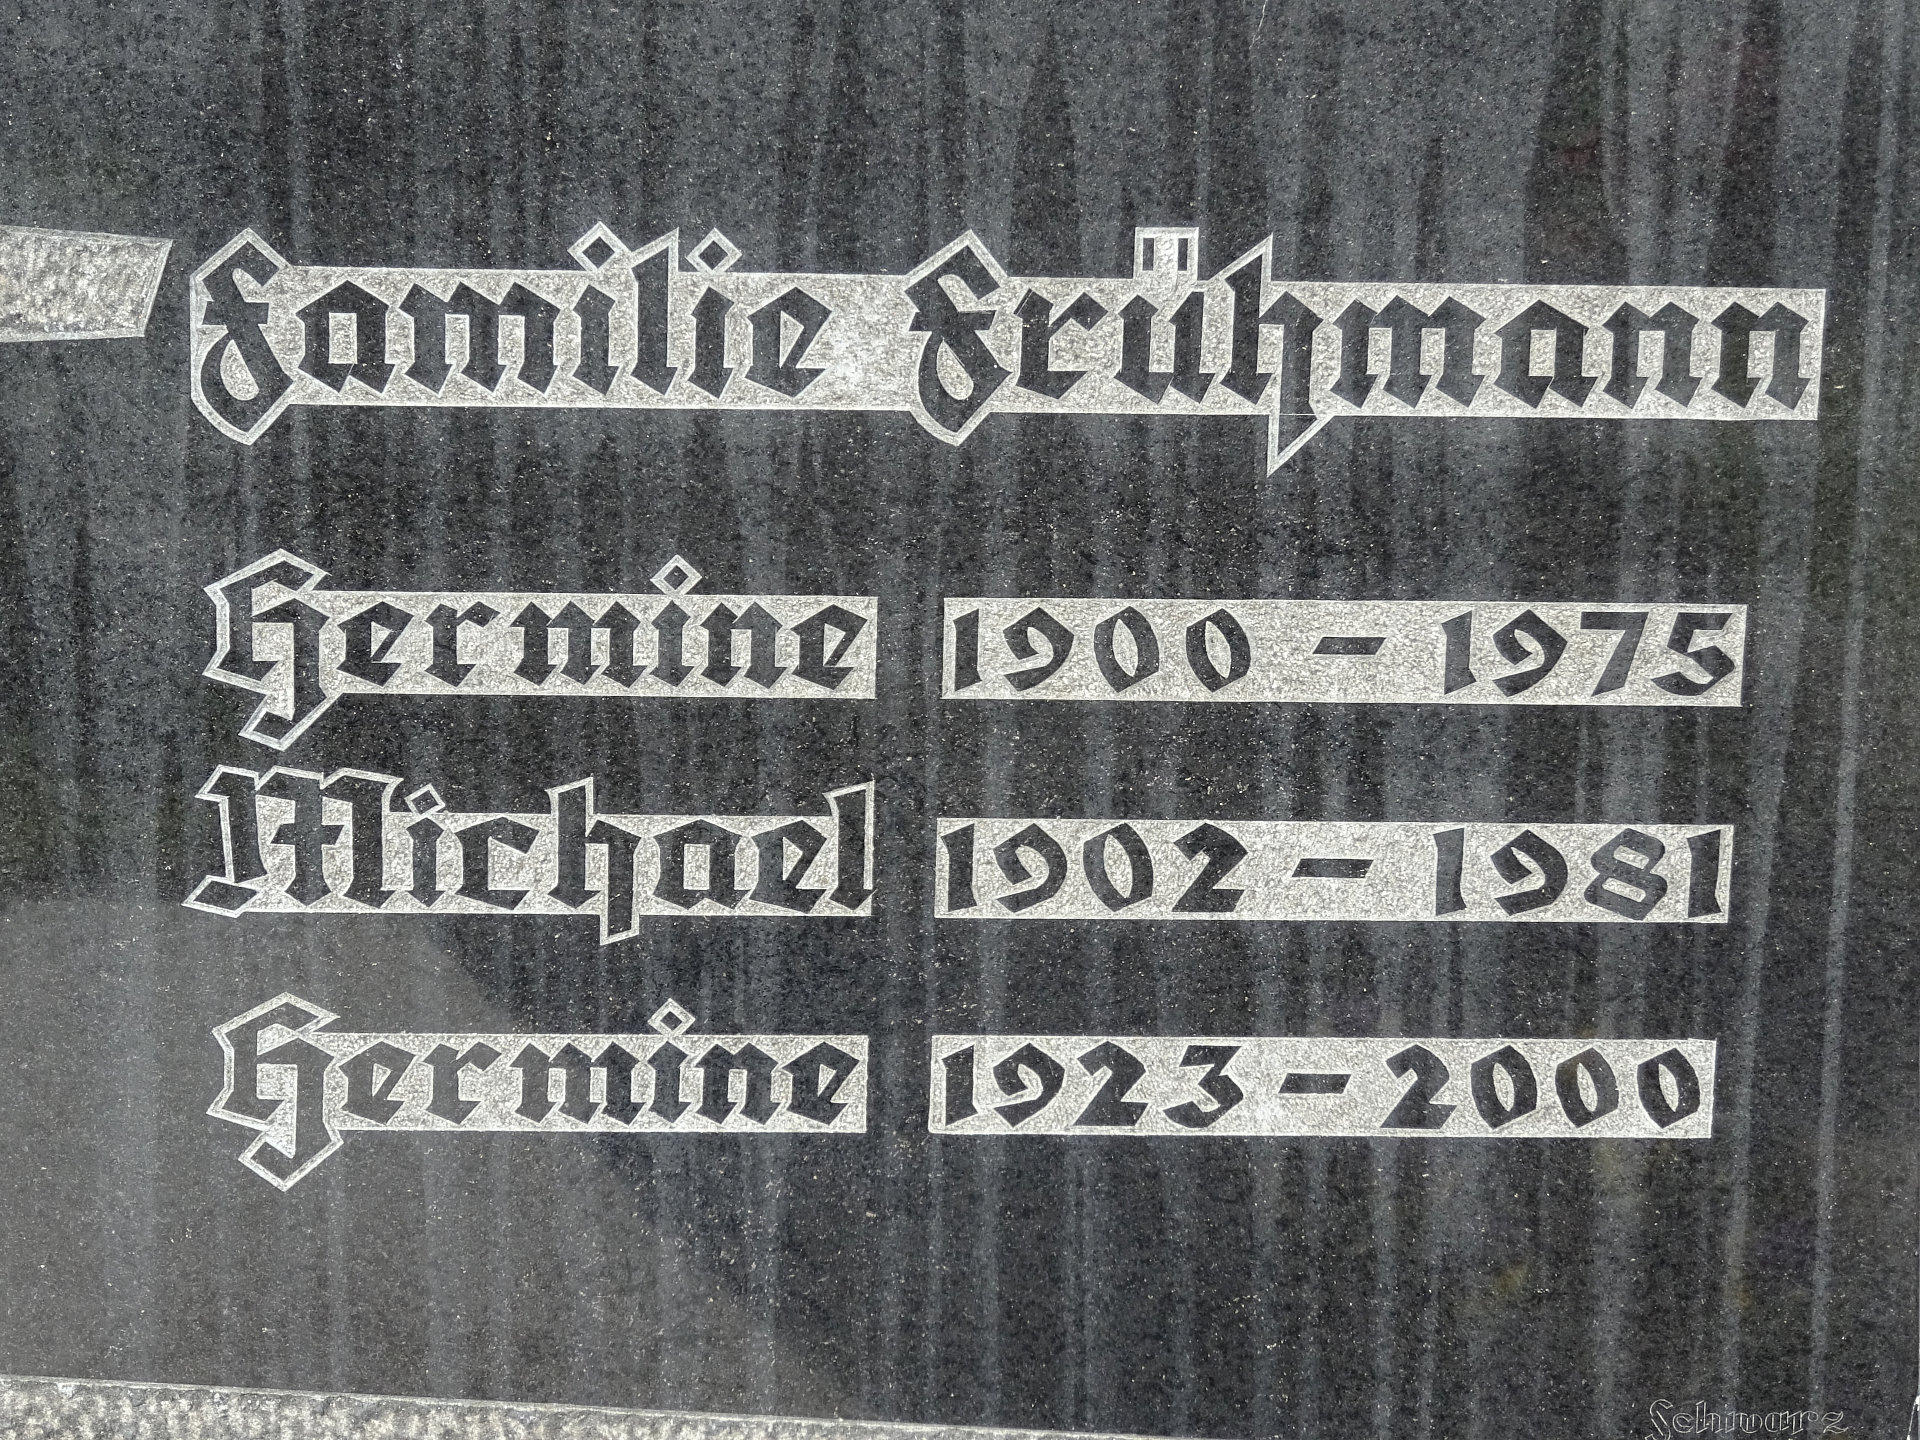 Familie Frühmann
Hermine 1900 - 1975
Michael 1902 - 1981
Hermine 1923 - 2000
Schwarz